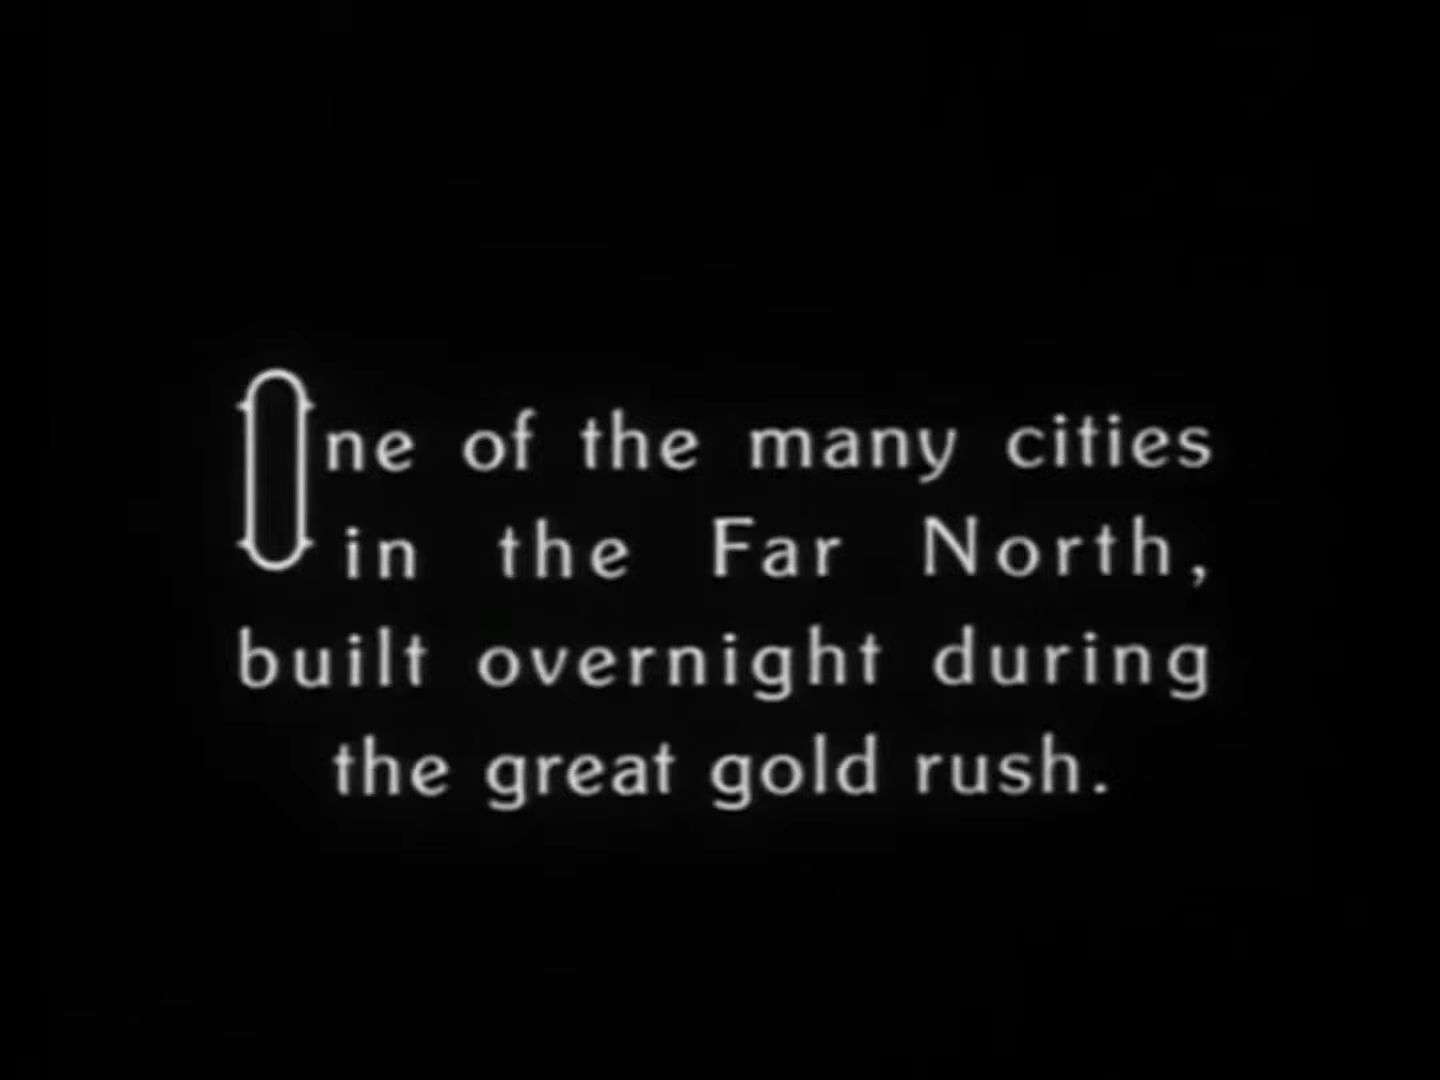 One of the many cities
in the Far North,
built overnight during
the great gold rush.